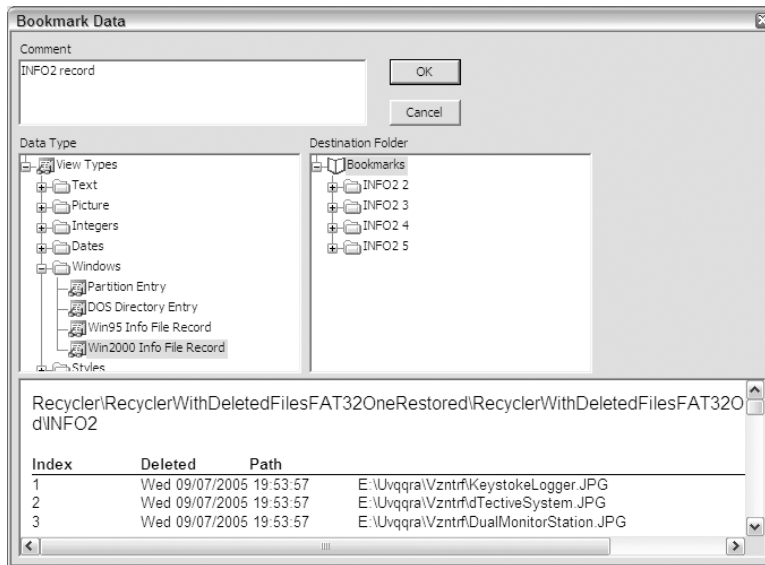 Bookmark Data
Comment
INFO2 record
OK
Cancel
Data Type
View Types
Text
Picture
Integers
Dates
Windows
Partition Entry
DOS Directory Entry
Win95 Info File Record
Win2000 Info File Record
Styles
Destination Folder
Bookmarks
INFO2 2
INFO2 3
INFO2 4
INFO2 5
Recycler\RecyclerWithDeletedFilesFAT32OneRestored\RecyclerWithDeletedFilesFAT32O
d\INFO2
Index Deleted Path
1 Wed 09/07/2005 19:53:57 E:\Uvqqra\Vzntrf\KeystokeLogger.JPG
2 Wed 09/07/2005 19:53:57 E:\Uvqqra\Vzntrf\dTectiveSystem.JPG
3 Wed 09/07/2005 19:53:57 E:\Uvqqra\Vzntrf\DualMonitorStation.JPG